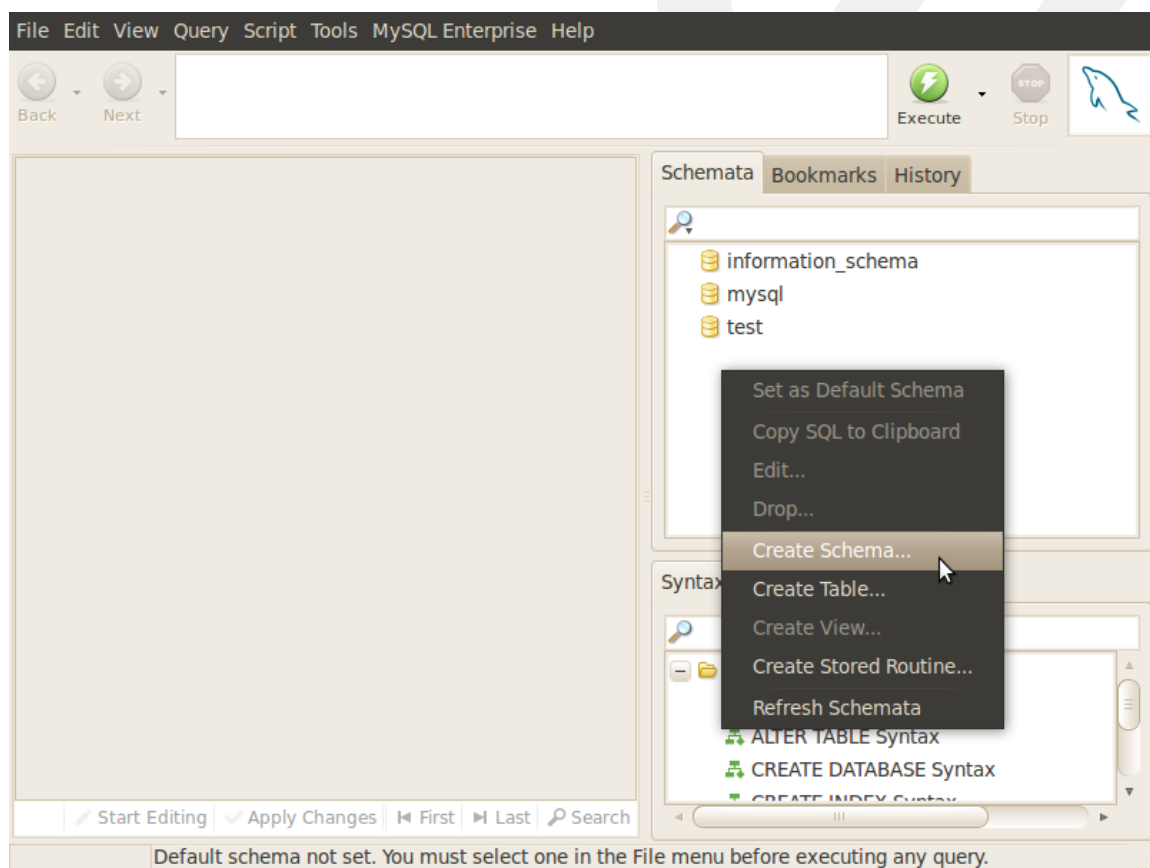 File Edit View Query Script Tools MySQL Enterprise Help
Back Next Execute STOP Stop
Schemata Bookmarks History
information_schema
mysql
test
Set as Default Schema
Copy SQL to Clipboard
Edit...
Drop...
Create Schema...
Create Table...
Create View...
Create Stored Routine...
Refresh Schemata
Syntax
ALTER TABLE Syntax
CREATE DATABASE Syntax
CREATE INDEX Syntax
Start Editing Apply Changes First Last Search
Default schema not set. You must select one in the File menu before executing any query.